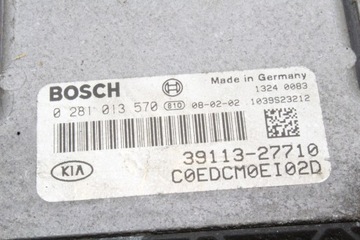 BOSCH
Made in Germany
1324 0083
0 281 013 570 810 08-02-02 1039S23212
KIA
39113-27710
C0EDCM0EI02D